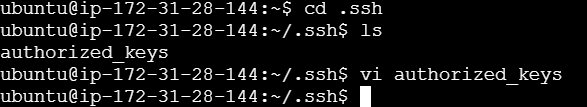 ubuntu@ip-172-31-28-144:~$ cd .ssh
ubuntu@ip-172-31-28-144:~/.ssh$ ls
authorized_keys
ubuntu@ip-172-31-28-144:~/.ssh$ vi authorized_keys
ubuntu@ip-172-31-28-144:~/.ssh$